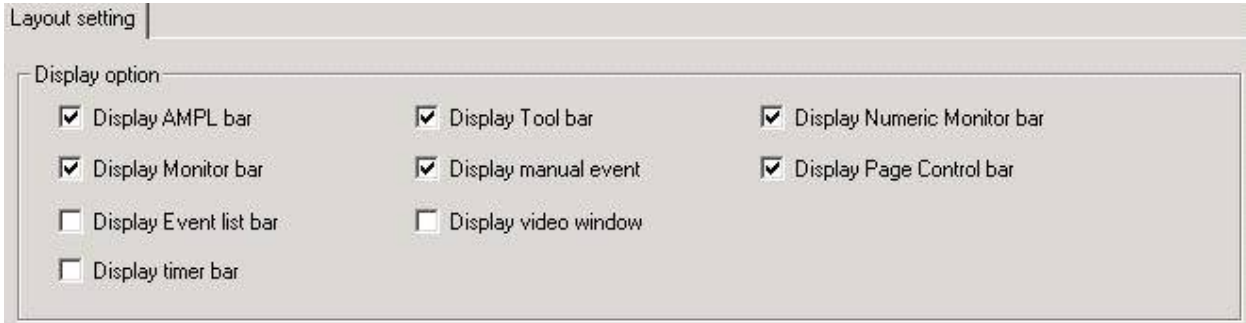 Layout setting
Display option
Display AMPL bar
Display Tool bar
Display Numeric Monitor bar
Display Monitor bar
Display manual event
Display Page Control bar
Display Event list bar
Display video window
Display timer bar